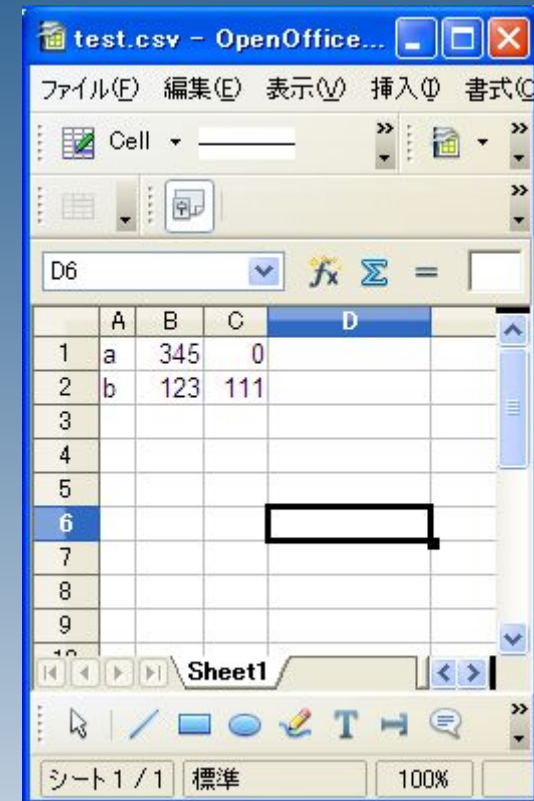 test.csv - OpenOffice...
ファイル(F) 編集(E) 表示(V) 挿入(I) 書式(O
Cell
D6 fx Σ =
A B C D
1 a 345 0
2 b 123 111
3
4
5
6
7
8
9
10
Sheet1
T
シート 1 / 1 標準 100%